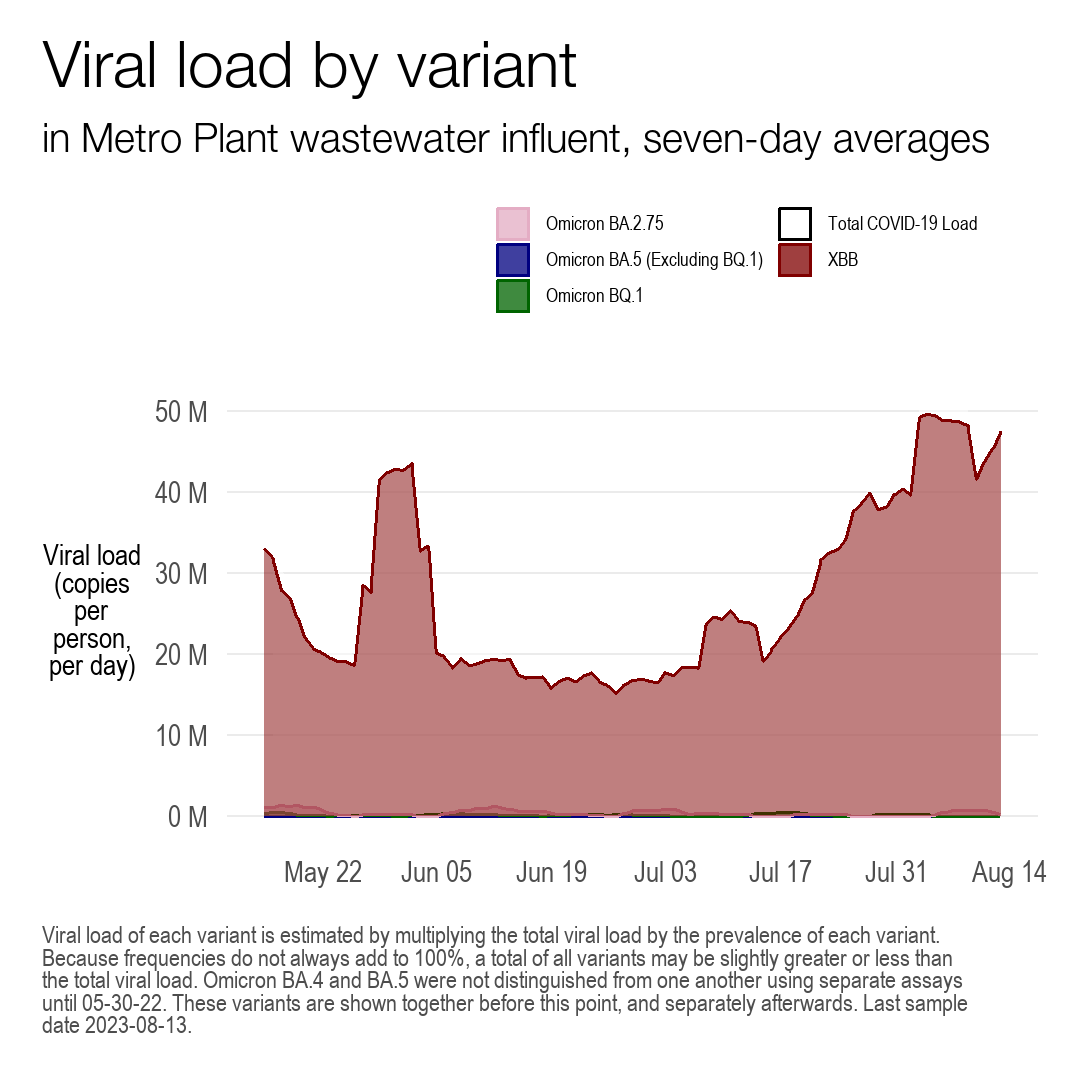 Viral load by variant
in Metro Plant wastewater influent, seven-day averages
Omicron BA.2.75
Omicron BA.5 (Excluding BQ.1)
Omicron BQ.1
Total COVID-19 Load
XBB
50 M
40 M
30 M
20 M
10 M
0 M
Viral load
(copies
per
person,
per day)
May 22
Jun 05
Jun 19
Jul 03
Jul 17
Jul 31
Aug 14
Viral load of each variant is estimated by multiplying the total viral load by the prevalence of each variant.
Because frequencies do not always add to 100%, a total of all variants may be slightly greater or less than
the total viral load. Omicron BA.4 and BA.5 were not distinguished from one another using separate assays
until 05-30-22. These variants are shown together before this point, and separately afterwards. Last sample
date 2023-08-13.